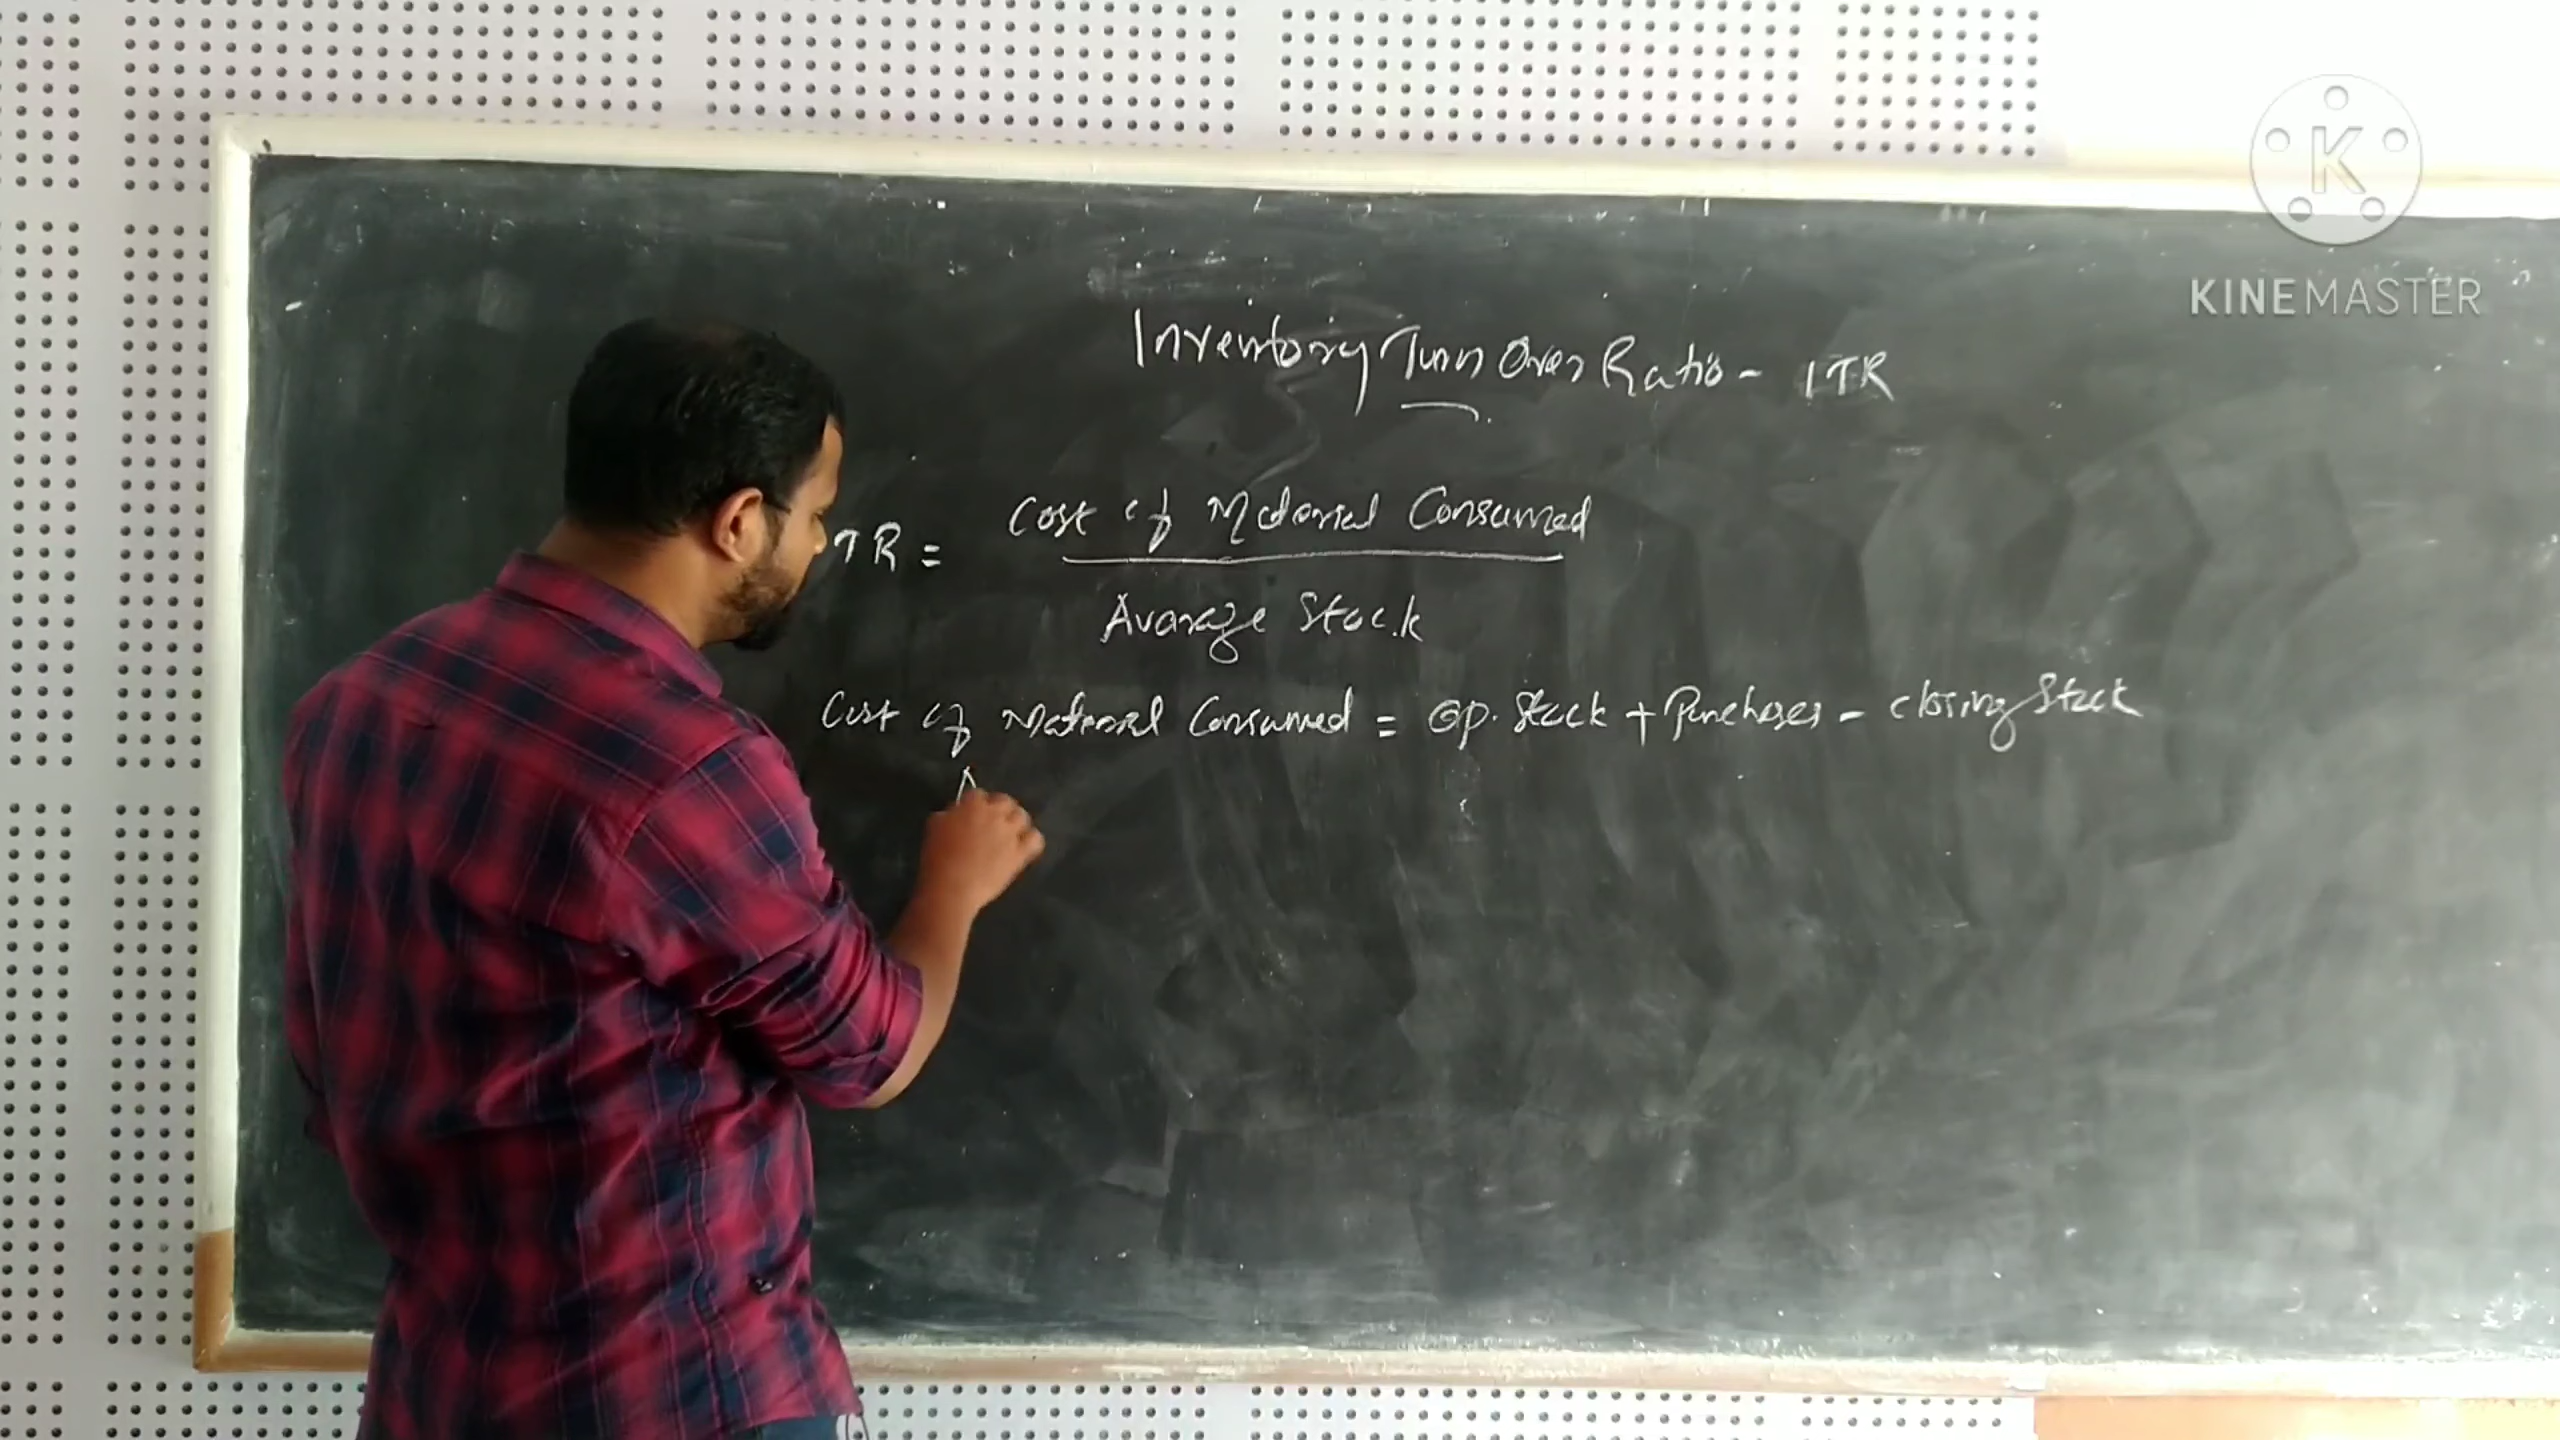 KINEMASTER
Inventory Turn Over Ratio - ITR
TR = Cost of Material Consumed
Avarage Stock
Cost of Material Consumed = Op. Stock + Purchases - Closing Stock
A